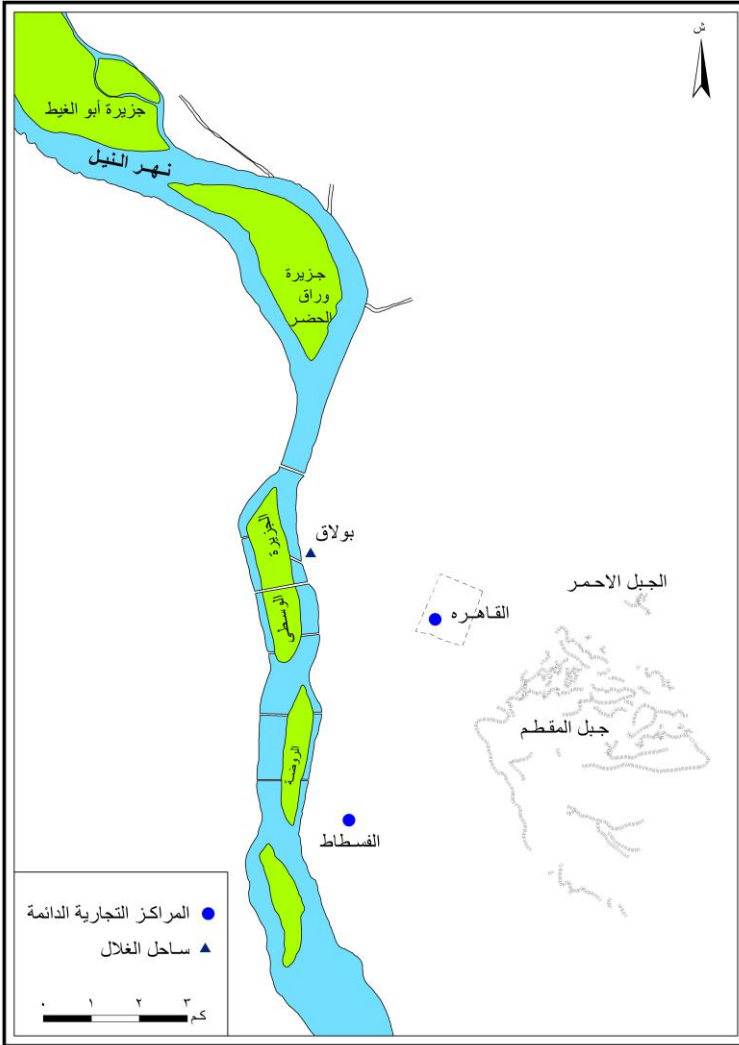 ش
جزيرة أبو الغيط
نهر النيل
جزيرة
وراق
الحضر
الجزيرة
بولاق
الوسطى
الجبل الاحمر
القاهره
جبل المقطم
الروضة
الفسطاط
المراكز التجارية الدائمة
ساحل الغلال
٠ ١ ٢ ٣
كم